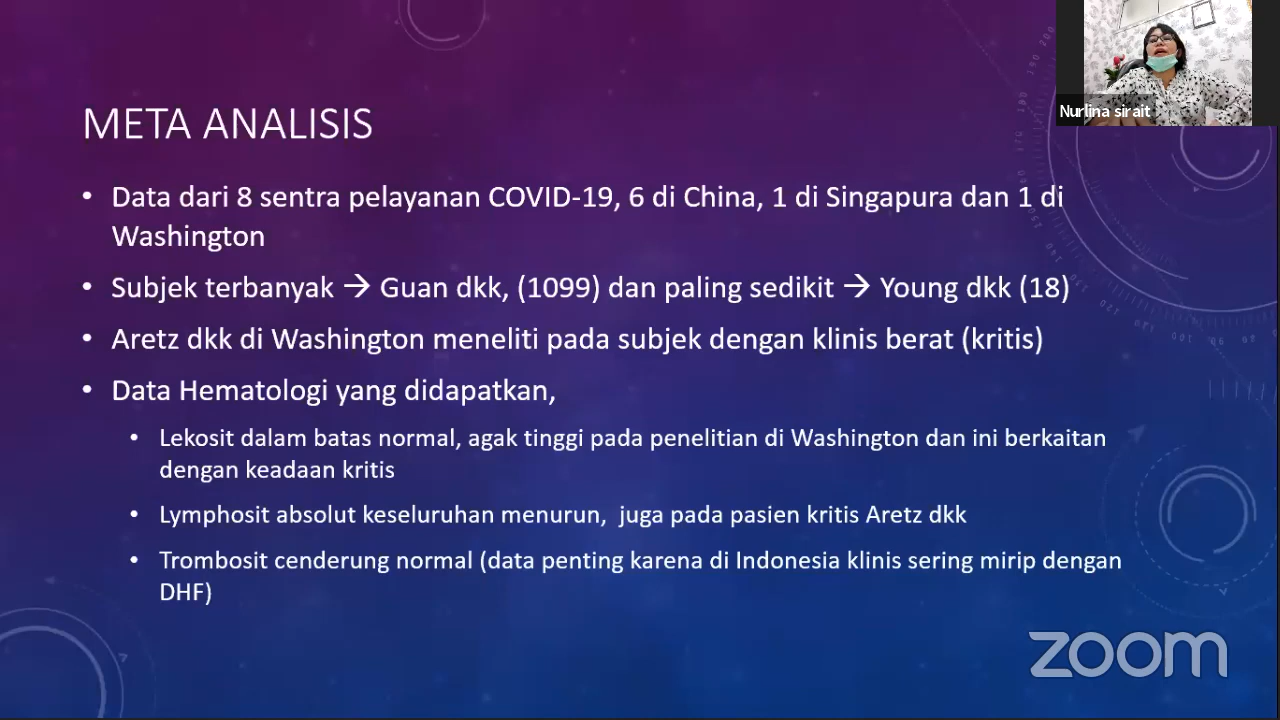 Nurlina sirait
META ANALISIS
• Data dari 8 sentra pelayanan COVID-19, 6 di China, 1 di Singapura dan 1 di
Washington
• Subjek terbanyak → Guan dkk, (1099) dan paling sedikit → Young dkk (18)
• Aretz dkk di Washington meneliti pada subjek dengan klinis berat (kritis)
• Data Hematologi yang didapatkan,
• Lekosit dalam batas normal, agak tinggi pada penelitian di Washington dan ini berkaitan
dengan keadaan kritis
• Lymphosit absolut keseluruhan menurun, juga pada pasien kritis Aretz dkk
• Trombosit cenderung normal (data penting karena di Indonesia klinis sering mirip dengan
DHF)
zoom